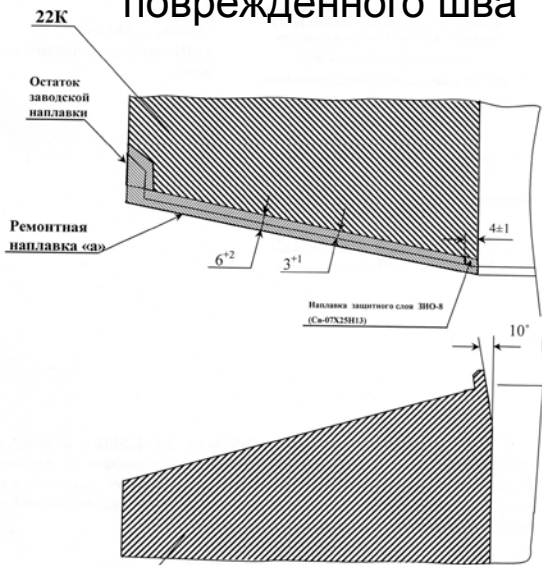 поврежденного шва
22К
Остаток
заводской
наплавки
Ремонтная
наплавка «а»
6⁺²
3⁺¹
4±1
Наплавка защитного слоя ЗИО-8
(Св-07Х25Н13)
10°